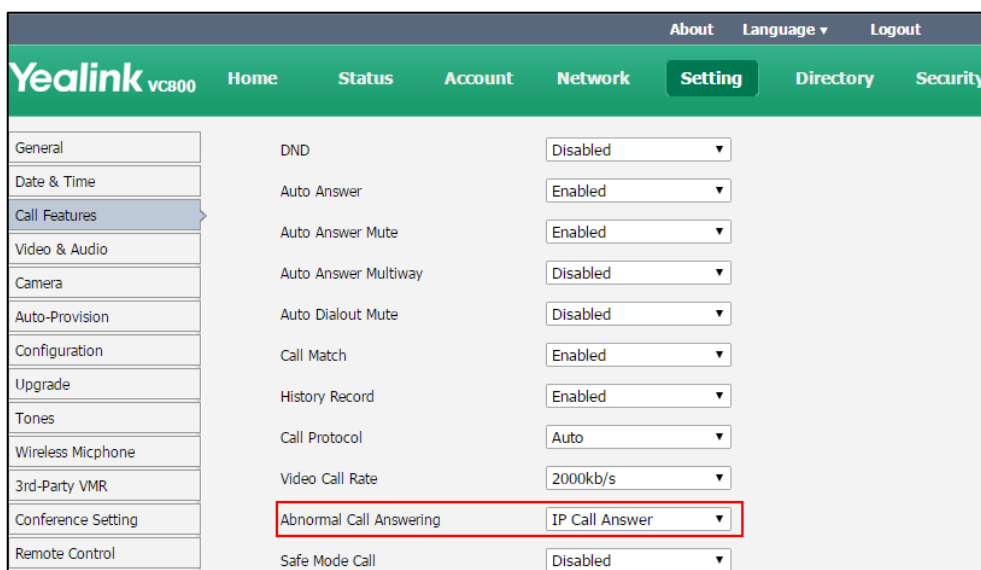 About Language ▾ Logout
Yealink VC800 Home Status Account Network Setting Directory Security
General
Date & Time
Call Features
Video & Audio
Camera
Auto-Provision
Configuration
Upgrade
Tones
Wireless Micphone
3rd-Party VMR
Conference Setting
Remote Control
DND Disabled
Auto Answer Enabled
Auto Answer Mute Enabled
Auto Answer Multiway Disabled
Auto Dialout Mute Disabled
Call Match Enabled
History Record Enabled
Call Protocol Auto
Video Call Rate 2000kb/s
Abnormal Call Answering IP Call Answer
Safe Mode Call Disabled